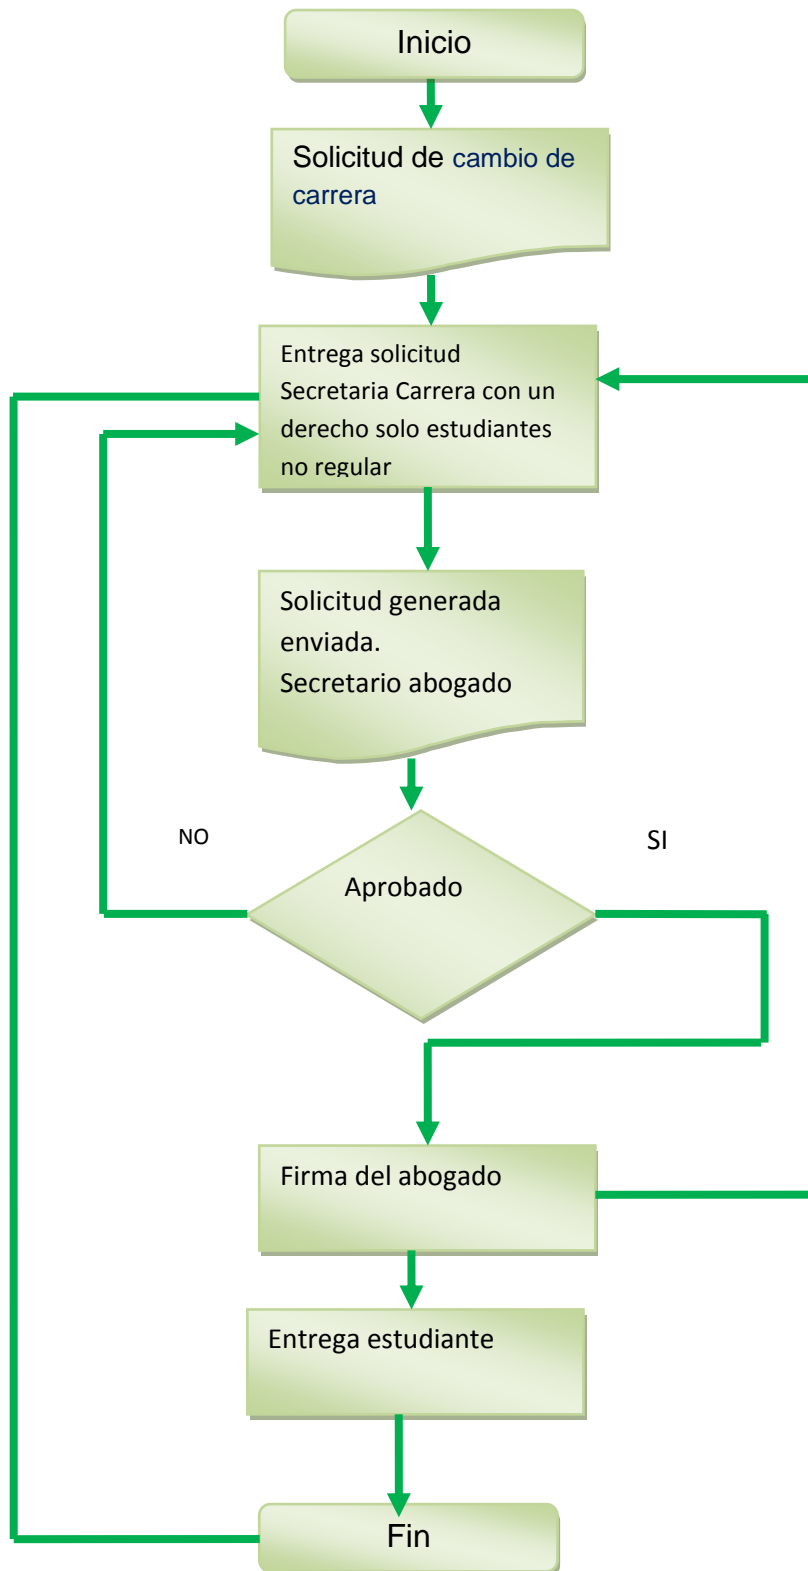 Inicio
Solicitud de cambio de
carrera
Entrega solicitud
Secretaria Carrera con un
derecho solo estudiantes
no regular
Solicitud generada
enviada.
Secretario abogado
NO
SI
Aprobado
Firma del abogado
Entrega estudiante
Fin